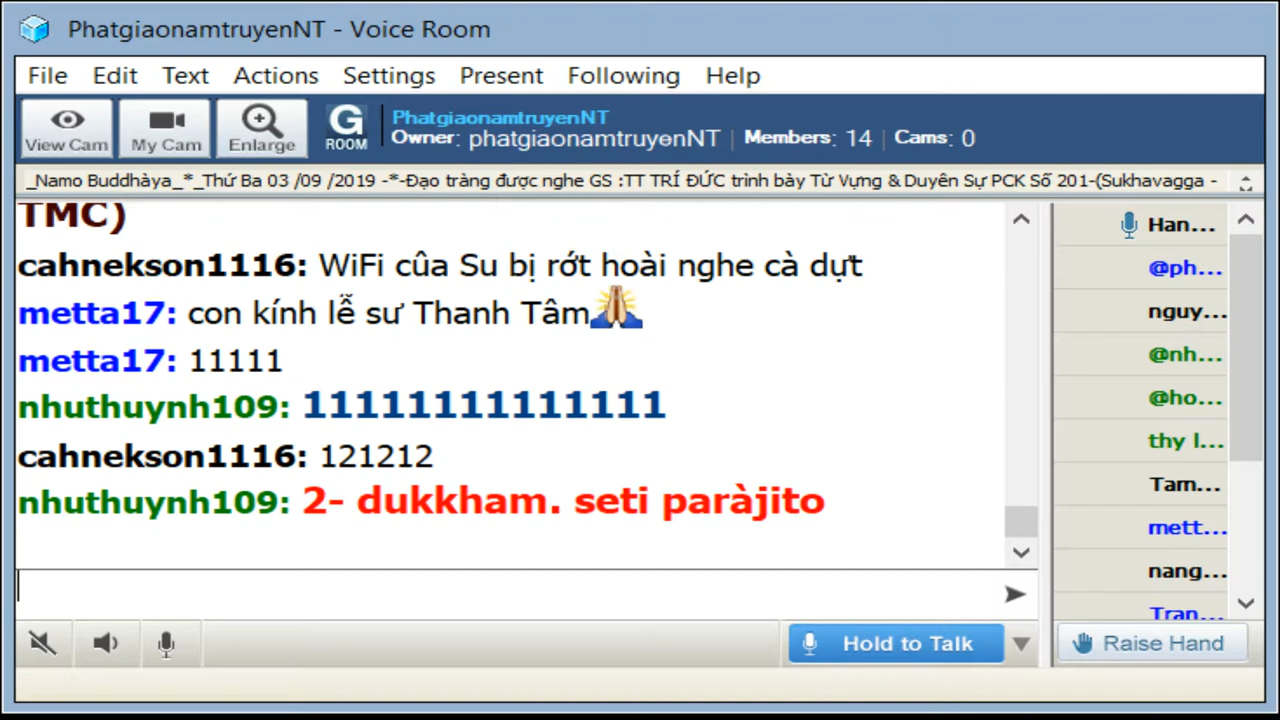 PhatgiaonamtruyenNT - Voice Room
File Edit Text Actions Settings Present Following Help
View Cam My Cam Enlarge G ROOM
PhatgiaonamtruyenNT
Owner: phatgiaonamtruyenNT | Members: 14 | Cams: 0
_Namo Buddhàya_*_Thứ Ba 03 /09 /2019 -*-Đạo tràng được nghe GS :TT TRÍ ĐỨC trình bày Từ Vựng & Duyên Sự PCK Số 201-(Sukhavagga -
TMC)
cahnekson1116: WiFi cûa Su bị rớt hoài nghe cà dựt
metta17: con kính lễ sư Thanh Tâm
metta17: 11111
nhuthuynh109: 11111111111111
cahnekson1116: 121212
nhuthuynh109: 2- dukkham. seti paràjito
Han...
@ph...
nguy...
@nh...
@ho...
thy l...
Tam...
mett...
nang...
Tran...
Hold to Talk
Raise Hand